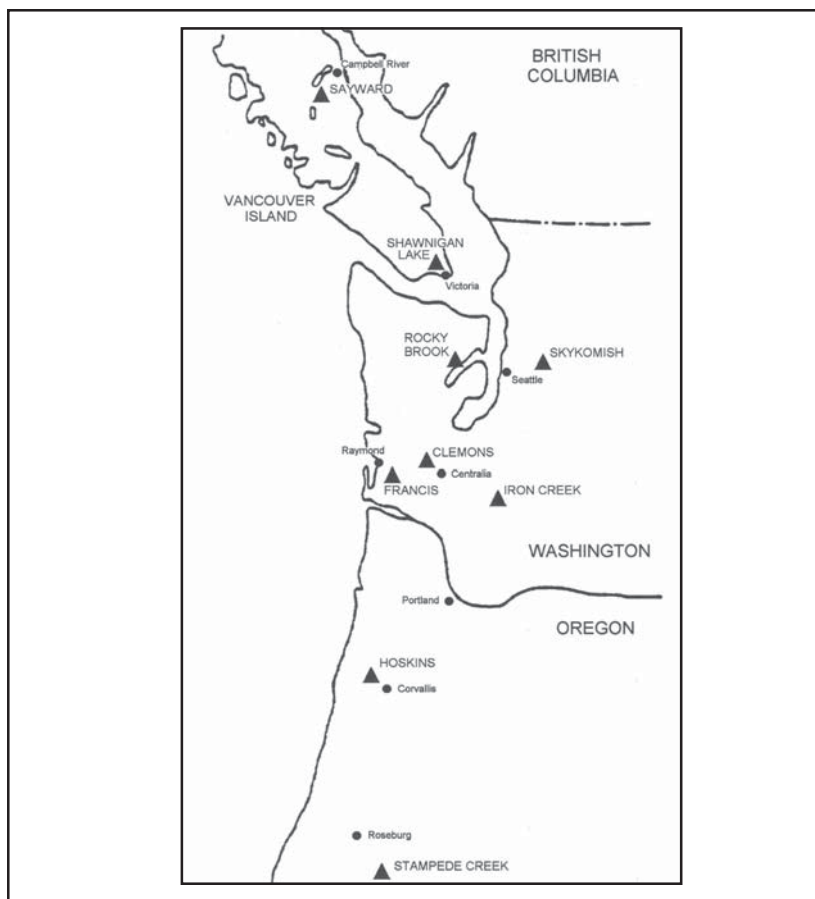 BRITISH
COLUMBIA
Campbell River
SAYWARD
VANCOUVER
ISLAND
SHAWNIGAN
LAKE
Victoria
ROCKY
BROOK
SKYKOMISH
Seattle
Raymond
CLEMONS
Centralia
FRANCIS
IRON CREEK
WASHINGTON
Portland
OREGON
HOSKINS
Corvallis
Roseburg
STAMPEDE CREEK